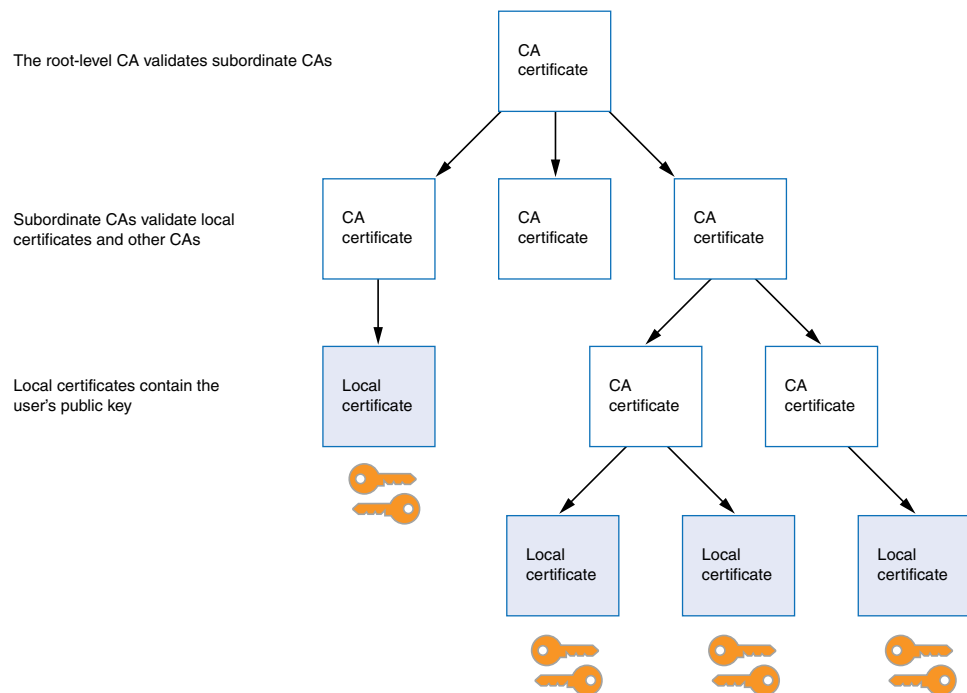 The root-level CA validates subordinate CAs
CA
certificate
Subordinate CAs validate local
certificates and other CAs
CA
certificate
CA
certificate
CA
certificate
Local certificates contain the
user's public key
Local
certificate
CA
certificate
CA
certificate
Local
certificate
Local
certificate
Local
certificate